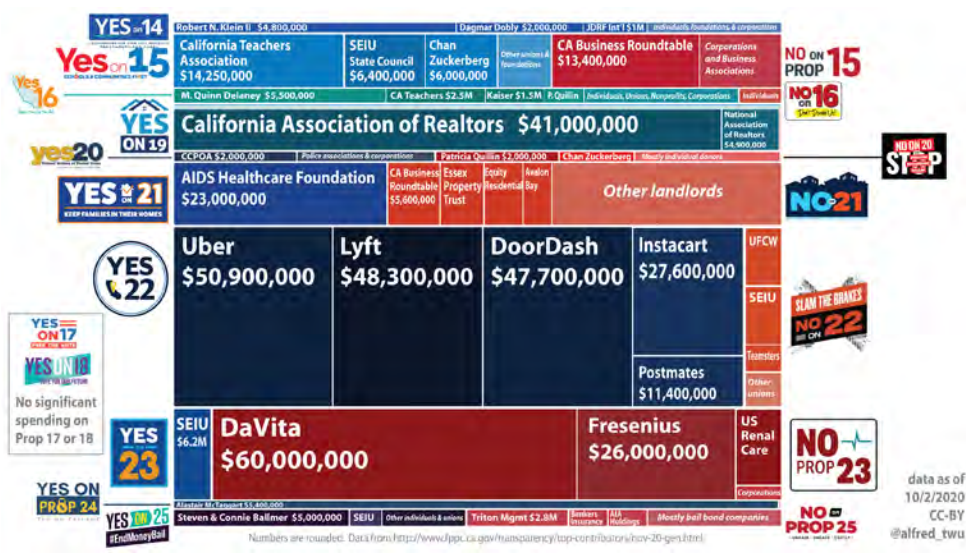 YES on 14
Robert N. Klein II $4,800,000
Dagmar Dobly $2,000,000
JDRF Int'l $1M
Individuals, foundations, & corporations
Yes on 15
SCHOOLS & COMMUNITIES FIRST
California Teachers
Association
$14,250,000
SEIU
State Council
$6,400,000
Chan
Zuckerberg
$6,000,000
Other unions &
foundations
CA Business Roundtable
$13,400,000
Corporations
and Business
Associations
NO ON
PROP 15
Yes
16
M. Quinn Delaney $5,500,000
CA Teachers $2.5M
Kaiser $1.5M
P. Quillin
Individuals, Unions, Nonprofits, Corporations
Individuals
NO ON
16
YES
ON 19
California Association of Realtors $41,000,000
National
Association
of Realtors
$4,900,000
yes20
CCPOA $2,000,000
Police associations & corporations
Patricia Quillin $2,000,000
Chan Zuckerberg
Mostly individual donors
NO ON 20
STOP
YES ON 21
KEEP FAMILIES IN THEIR HOMES
AIDS Healthcare Foundation
$23,000,000
CA Business
Roundtable
$5,600,000
Essex
Property
Trust
Equity
Residential
Avalon
Bay
Other landlords
NO 21
YES
22
Uber
$50,900,000
Lyft
$48,300,000
DoorDash
$47,700,000
Instacart
$27,600,000
Postmates
$11,400,000
UFCW
SEIU
Teamsters
Other
unions
SLAM THE BRAKES
NO ON 22
YES
ON 17
FREE THE VOTE
YES ON 18
No significant
spending on
Prop 17 or 18
YES
23
SEIU
$6.2M
DaVita
$60,000,000
Fresenius
$26,000,000
US
Renal
Care
Corporations
NO
PROP 23
YES ON
PROP 24
Alastair McTaggart $5,400,000
YES ON 25
#EndMoneyBail
Steven & Connie Ballmer $5,000,000
SEIU
Other individuals & unions
Triton Mgmt $2.8M
Bankers
Insurance
AIA
Holdings
Mostly bail bond companies
NO ON
PROP 25
Numbers are rounded. Data from http://www.fppc.ca.gov/transparency/top-contributors/nov-20-gen.html
data as of
10/2/2020
CC-BY
@alfred_twu